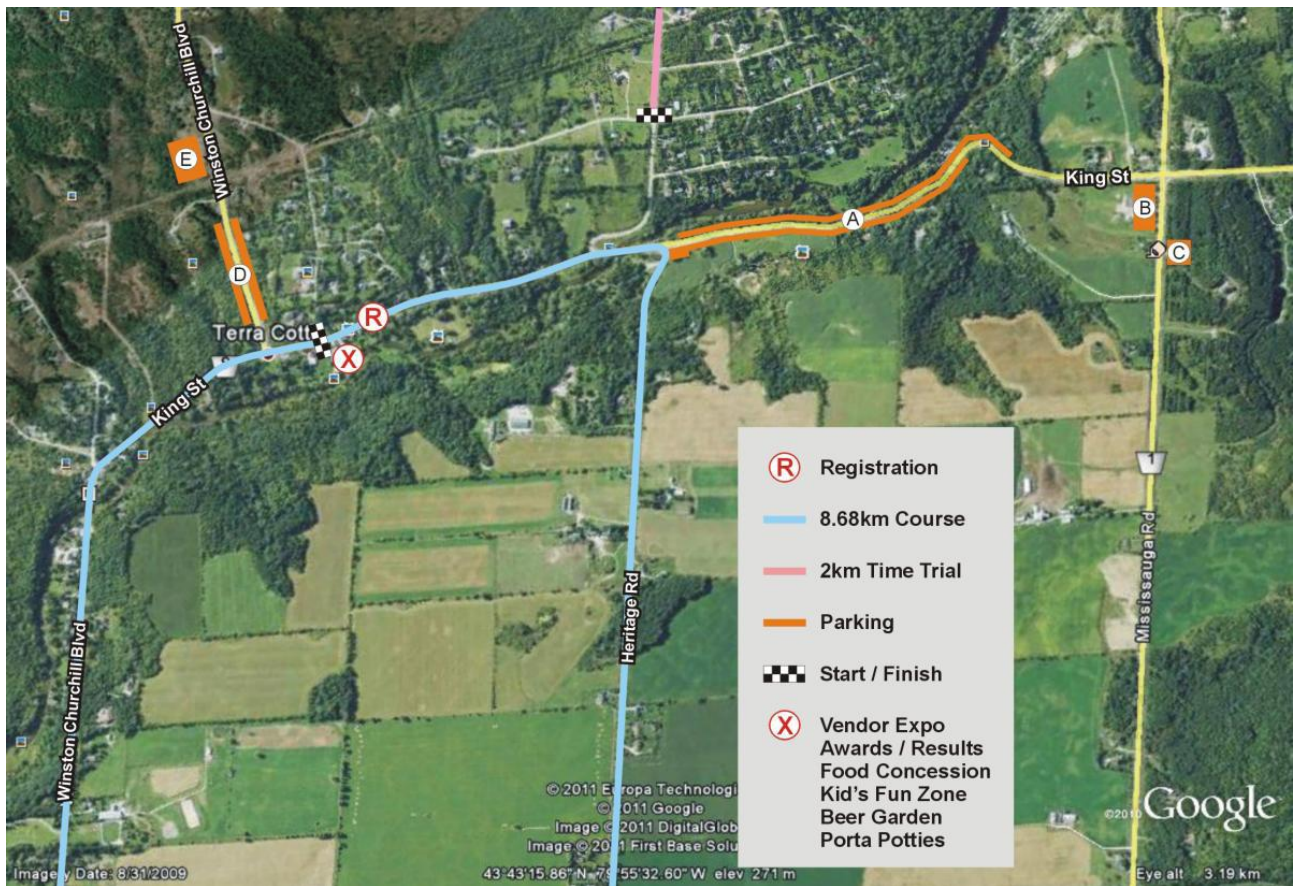 Winston Churchill Blvd
E
King St
A
B
D
C
Terra Cott
R
X
King St
Registration
8.68km Course
1
2km Time Trial
Mississauga Rd
Parking
Heritage Rd
Start / Finish
Winston Churchill Blvd
X
Vendor Expo
Awards / Results
Food Concession
Kid's Fun Zone
Beer Garden
Porta Potties
R
© 2011 Europa Technologi
© 2011 Google
Image © 2011 DigitalGlob
Image © 2011 First Base Solu
©2010 Google
Imagery Date: 8/31/2009
43°43'15.86" N 79°55'32.60" W elev 271 m
Eye alt 3.19 km